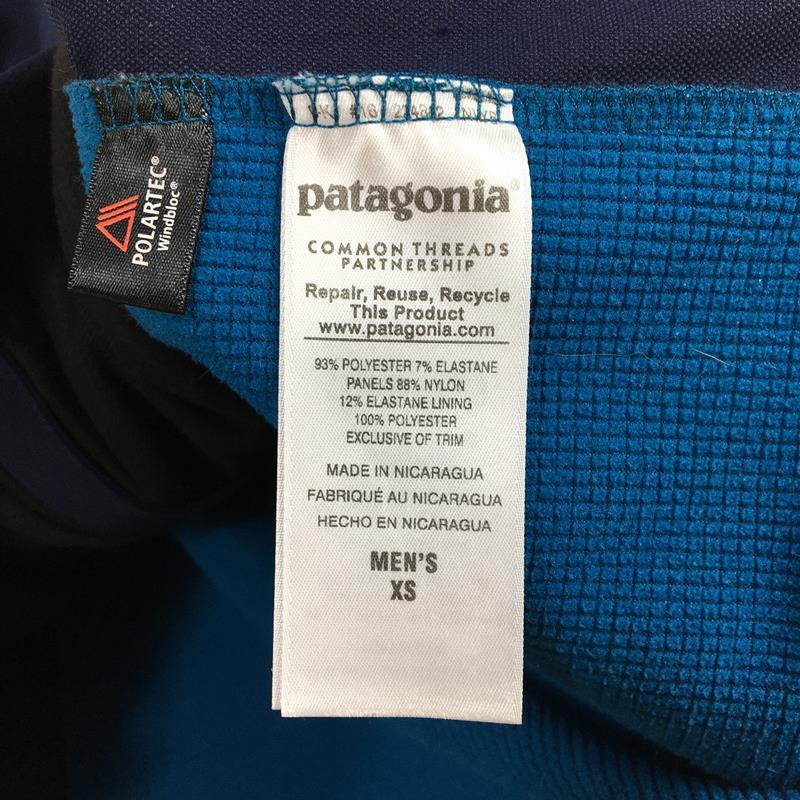 POLARTEC®
Windbloc®
patagonia®
COMMON THREADS
PARTNERSHIP
Repair, Reuse, Recycle
This Product
www.patagonia.com
93% POLYESTER 7% ELASTANE
PANELS 88% NYLON
12% ELASTANE LINING
100% POLYESTER
EXCLUSIVE OF TRIM
MADE IN NICARAGUA
FABRIQUÉ AU NICARAGUA
HECHO EN NICARAGUA
MEN'S
XS